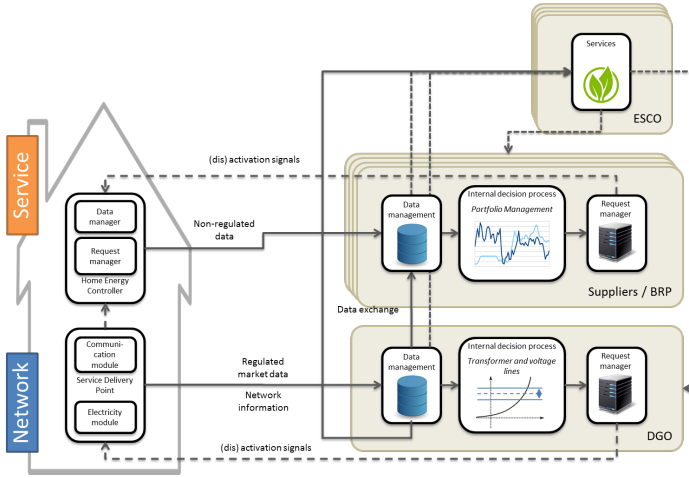 Services
ESCO
Service
(dis) activation signals
Data
manager
Request
manager
Home Energy
Controller
Non-regulated
data
Data
management
Internal decision process
Portfolio Management
Request
manager
Suppliers / BRP
Data exchange
Network
Communi-
cation module
Service Delivery
Point
Electricity
module
Regulated
market data
Network
information
Data
management
Internal decision process
Transformer and voltage
lines
Request
manager
DGO
(dis) activation signals